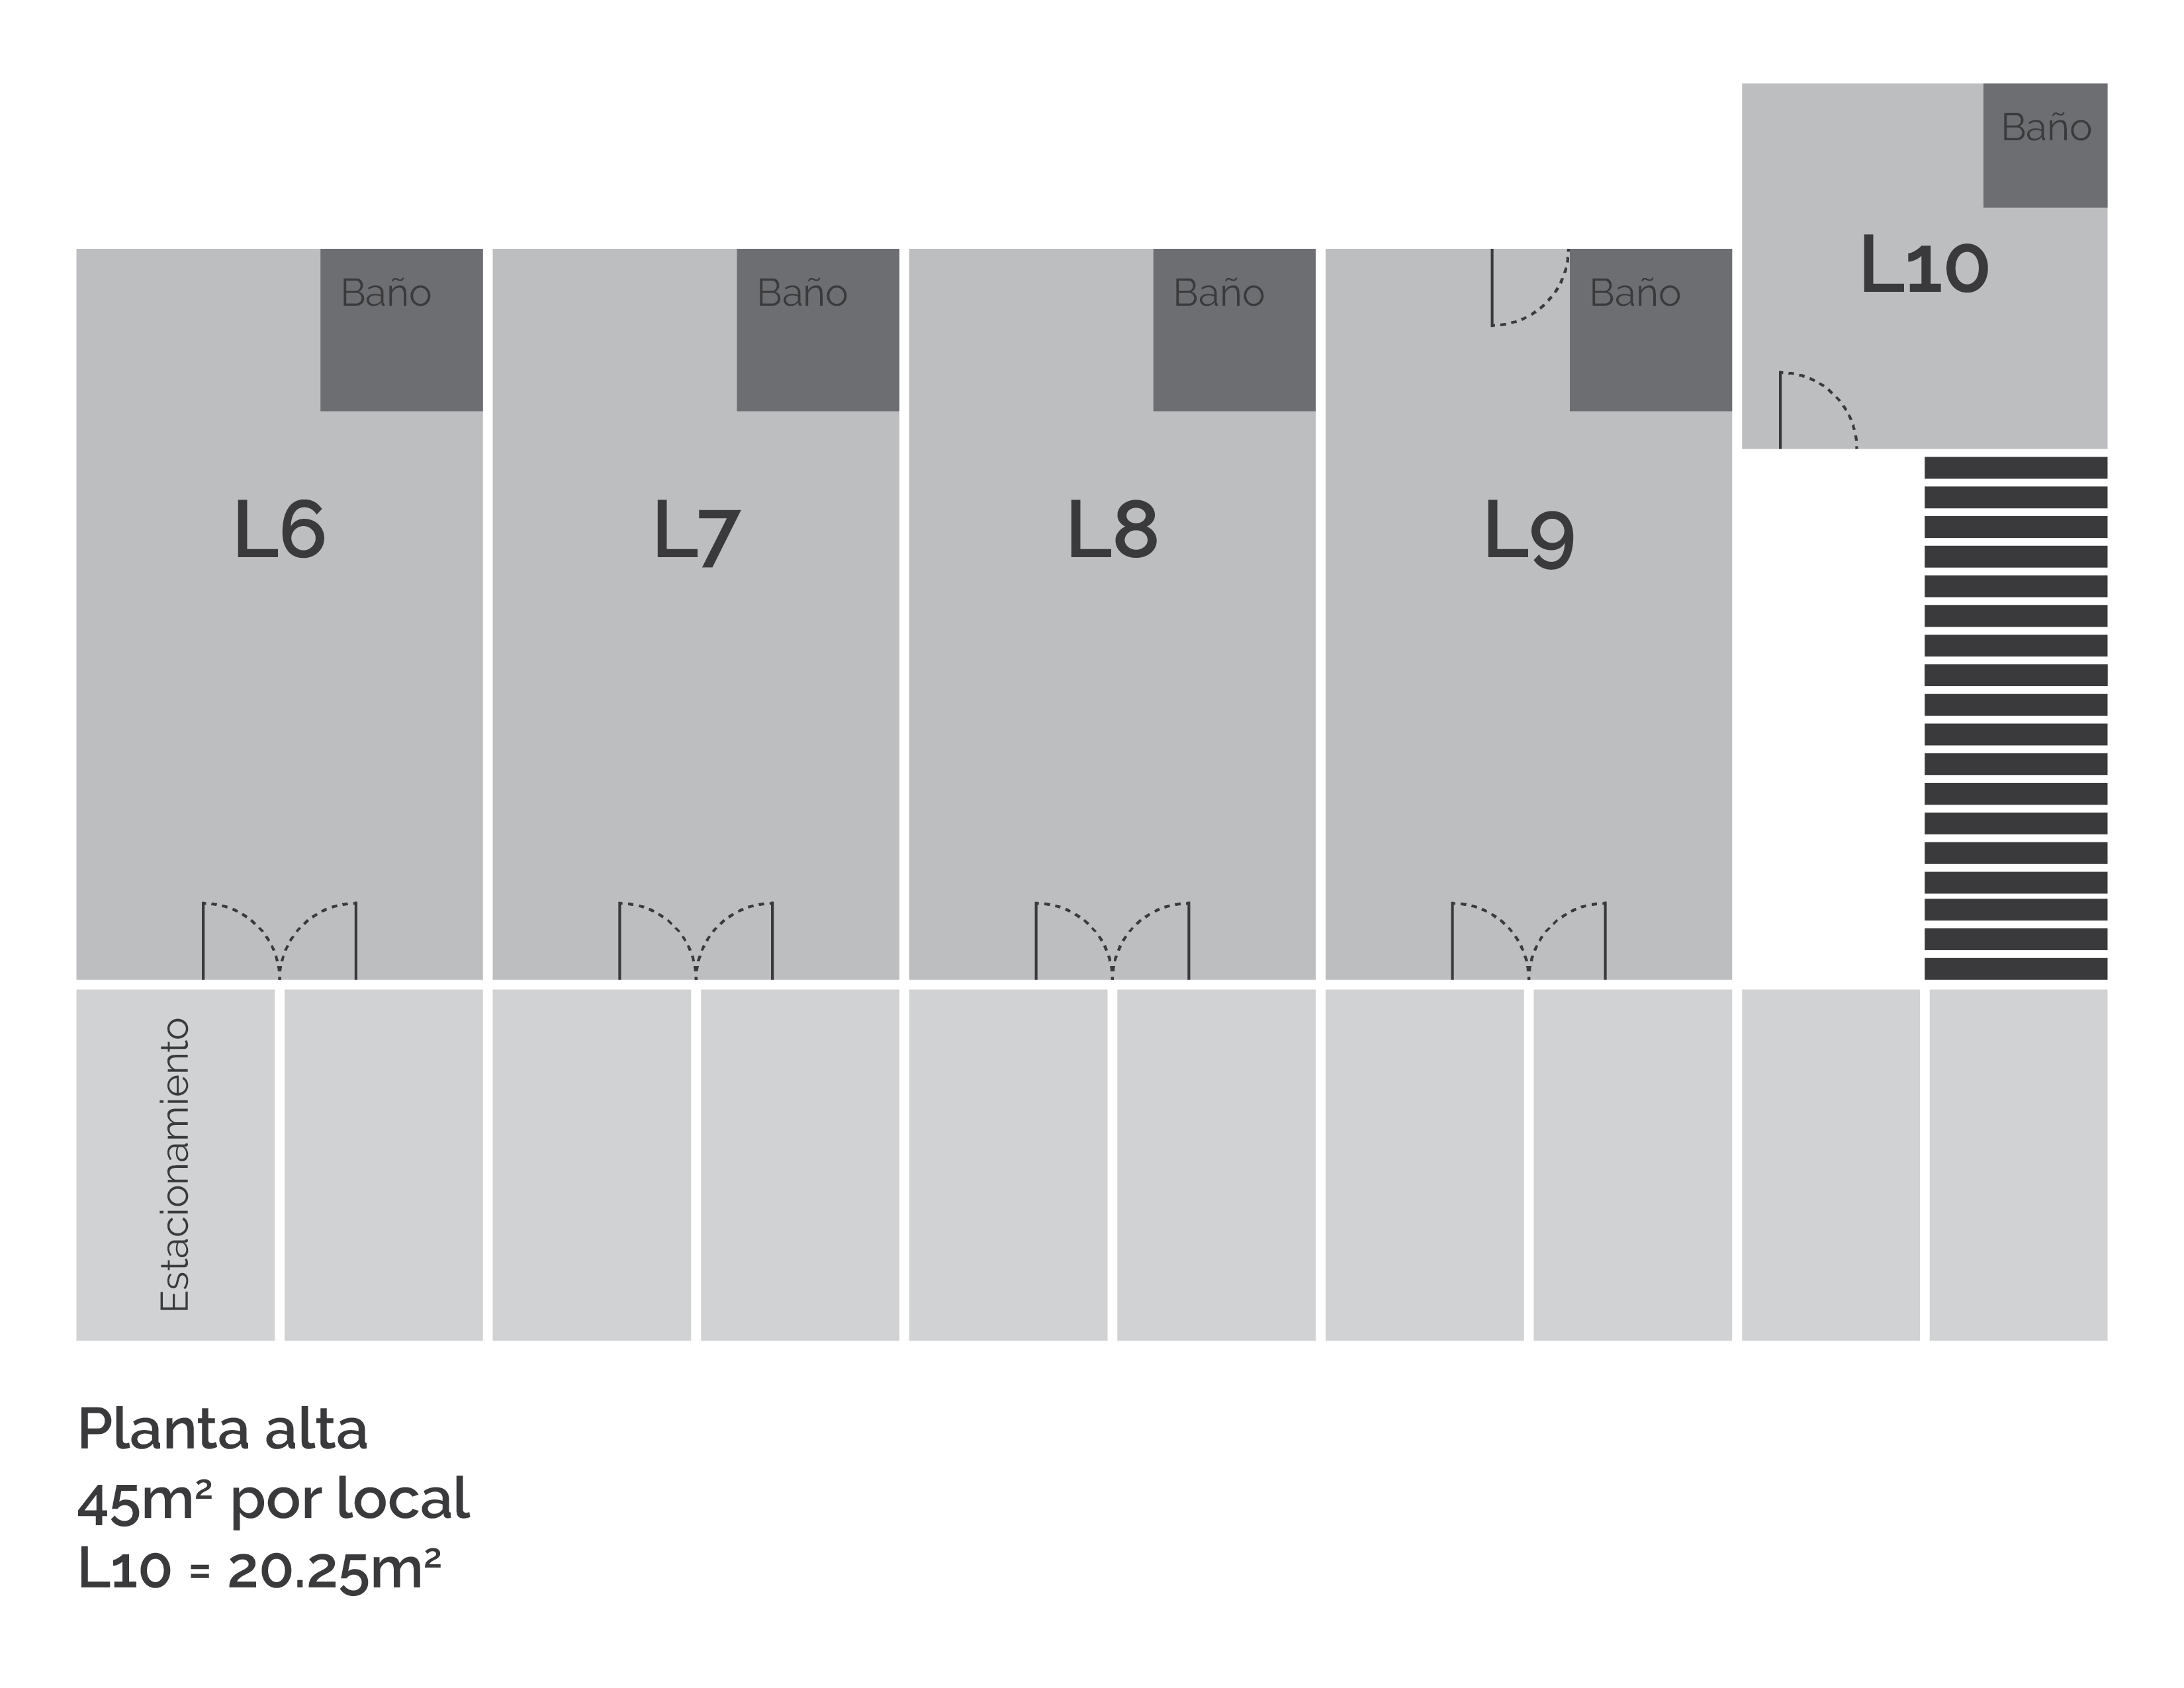 Baño
Baño
Baño
Baño
Baño
L10
L6
L7
L8
L9
Estacionamiento
Planta alta
45m² por local
L10 = 20.25m²